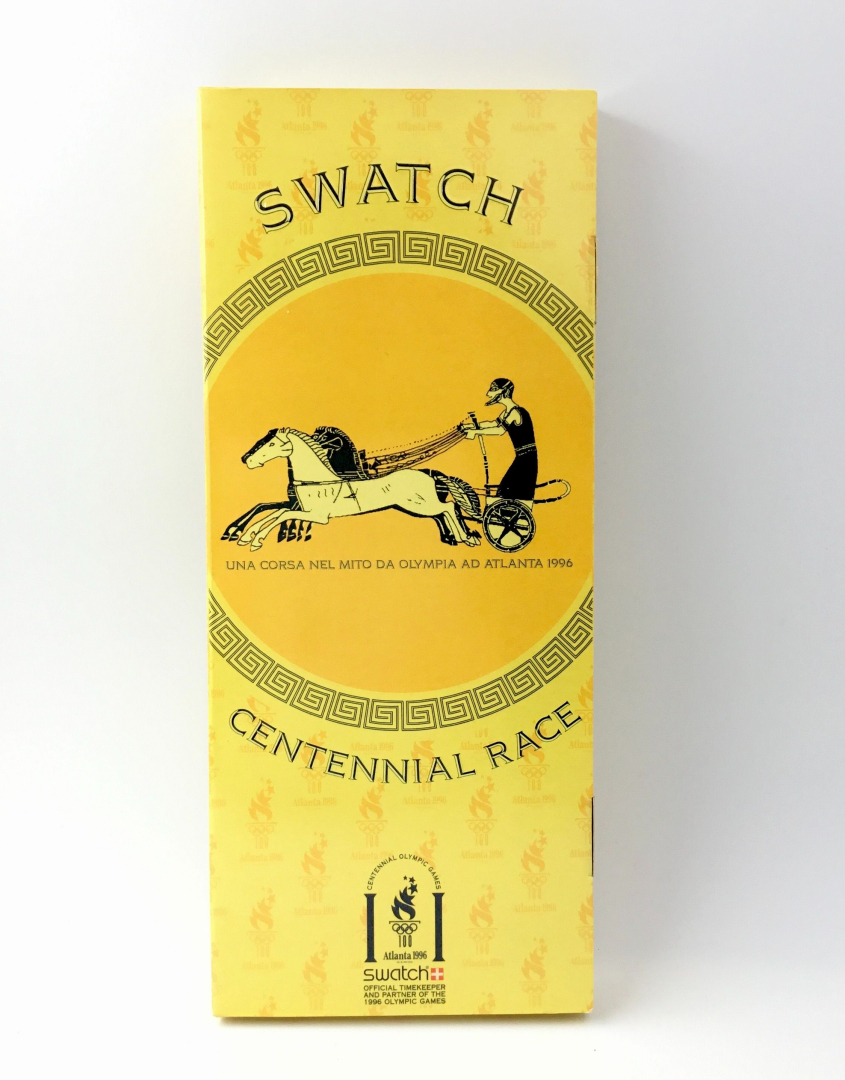 SWATCH
UNA CORSA NEL MITO DA OLYMPIA AD ATLANTA 1996
CENTENNIAL RACE
CENTENNIAL OLYMPIC GAMES
100
Atlanta 1996
swatch
OFFICIAL TIMEKEEPER
AND PARTNER OF THE
1996 OLYMPIC GAMES